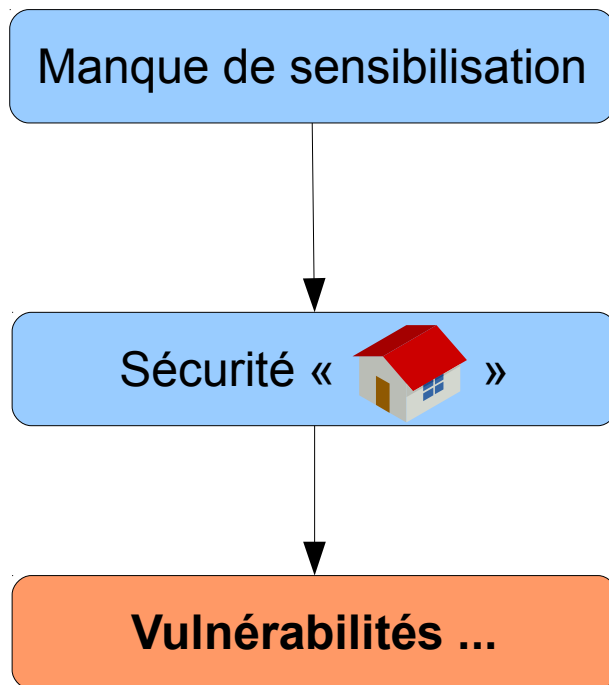 Manque de sensibilisation
Sécurité « »
Vulnérabilités ...